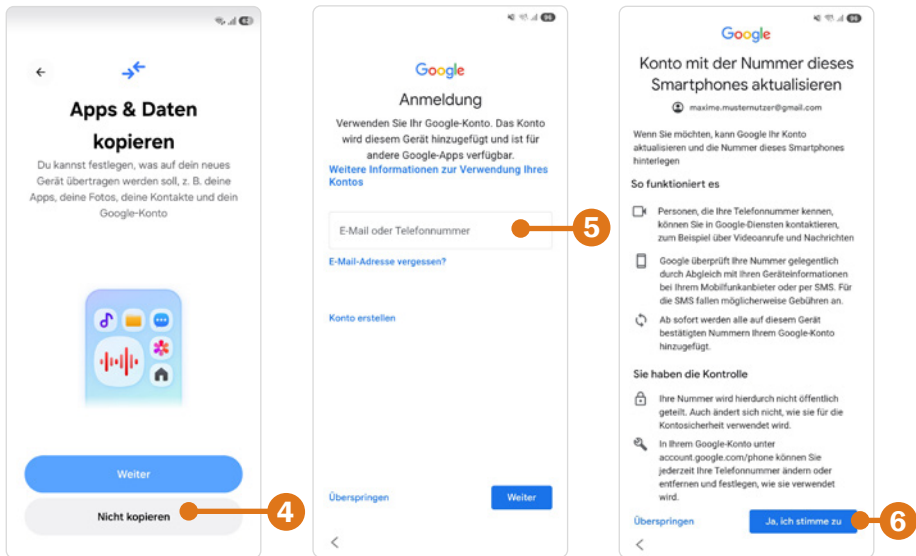 Apps & Daten
kopieren
Du kannst festlegen, was auf dein neues
Gerät übertragen werden soll, z. B. deine
Apps, deine Fotos, deine Kontakte und dein
Google-Konto
Weiter
Nicht kopieren
4
96
Google
Anmeldung
Verwenden Sie Ihr Google-Konto. Das Konto
wird diesem Gerät hinzugefügt und ist für
andere Google-Apps verfügbar.
Weitere Informationen zur Verwendung Ihres
Kontos
E-Mail oder Telefonnummer
5
E-Mail-Adresse vergessen?
Konto erstellen
Überspringen
Weiter
96
Google
Konto mit der Nummer dieses
Smartphones aktualisieren
maxime.musternutzer@gmail.com
Wenn Sie möchten, kann Google Ihr Konto
aktualisieren und die Nummer dieses Smartphones
hinterlegen
So funktioniert es
Personen, die Ihre Telefonnummer kennen,
können Sie in Google-Diensten kontaktieren,
zum Beispiel über Videoanrufe und Nachrichten
Google überprüft Ihre Nummer gelegentlich
durch Abgleich mit Ihren Geräteinformationen
bei Ihrem Mobilfunkanbieter oder per SMS. Für
die SMS fallen möglicherweise Gebühren an.
Ab sofort werden alle auf diesem Gerät
bestätigten Nummern Ihrem Google-Konto
hinzugefügt.
Sie haben die Kontrolle
Ihre Nummer wird hierdurch nicht öffentlich
geteilt. Auch ändert sich nicht, wie sie für die
Kontosicherheit verwendet wird.
In Ihrem Google-Konto unter
account.google.com/phone können Sie
jederzeit Ihre Telefonnummer ändern oder
entfernen und festlegen, wie sie verwendet
wird.
Überspringen
Ja, ich stimme zu
6